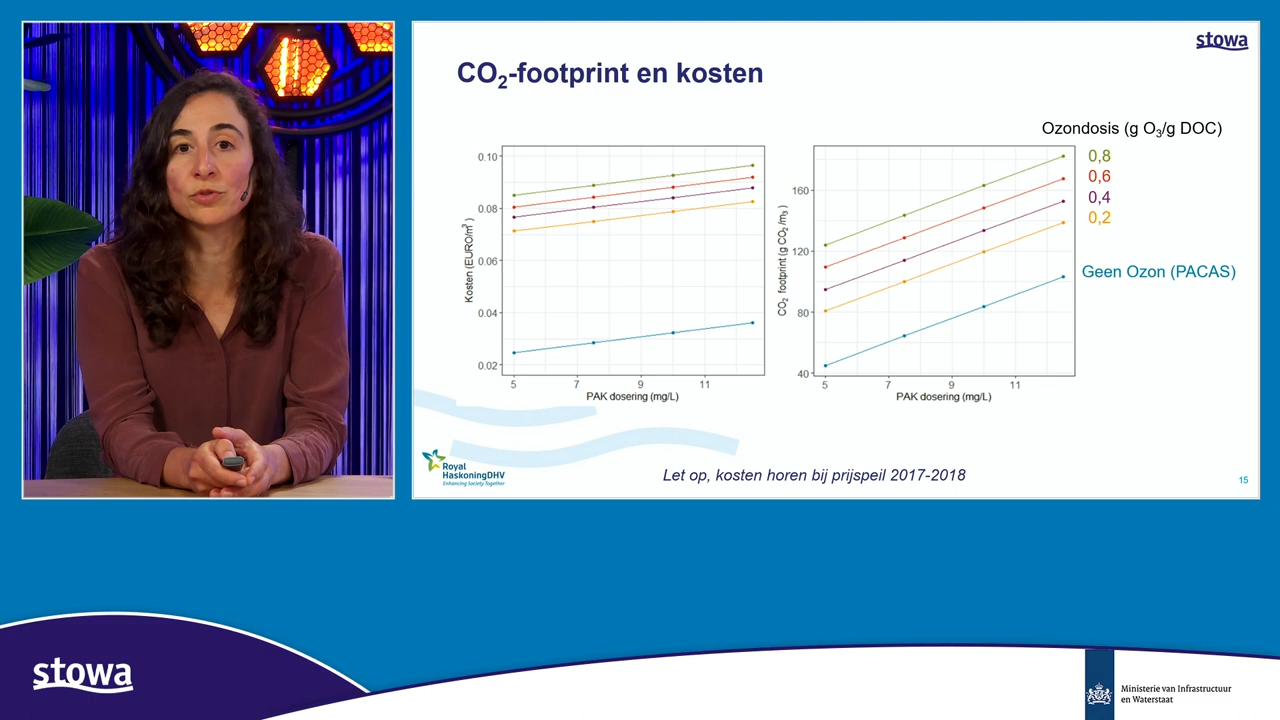 stowa
CO2-footprint en kosten
Ozondosis (g O3/g DOC)
0,8
0,6
0,4
0,2
Geen Ozon (PACAS)
Kosten (EURO/m3)
0.10
0.08
0.06
0.04
0.02
5 7 9 11
PAK dosering (mg/L)
CO2 footprint (g CO2/m3)
160
120
80
40
5 7 9 11
PAK dosering (mg/L)
Royal
HaskoningDHV
Enhancing Society Together
Let op, kosten horen bij prijspeil 2017-2018
15
stowa
Ministerie van Infrastructuur
en Waterstaat